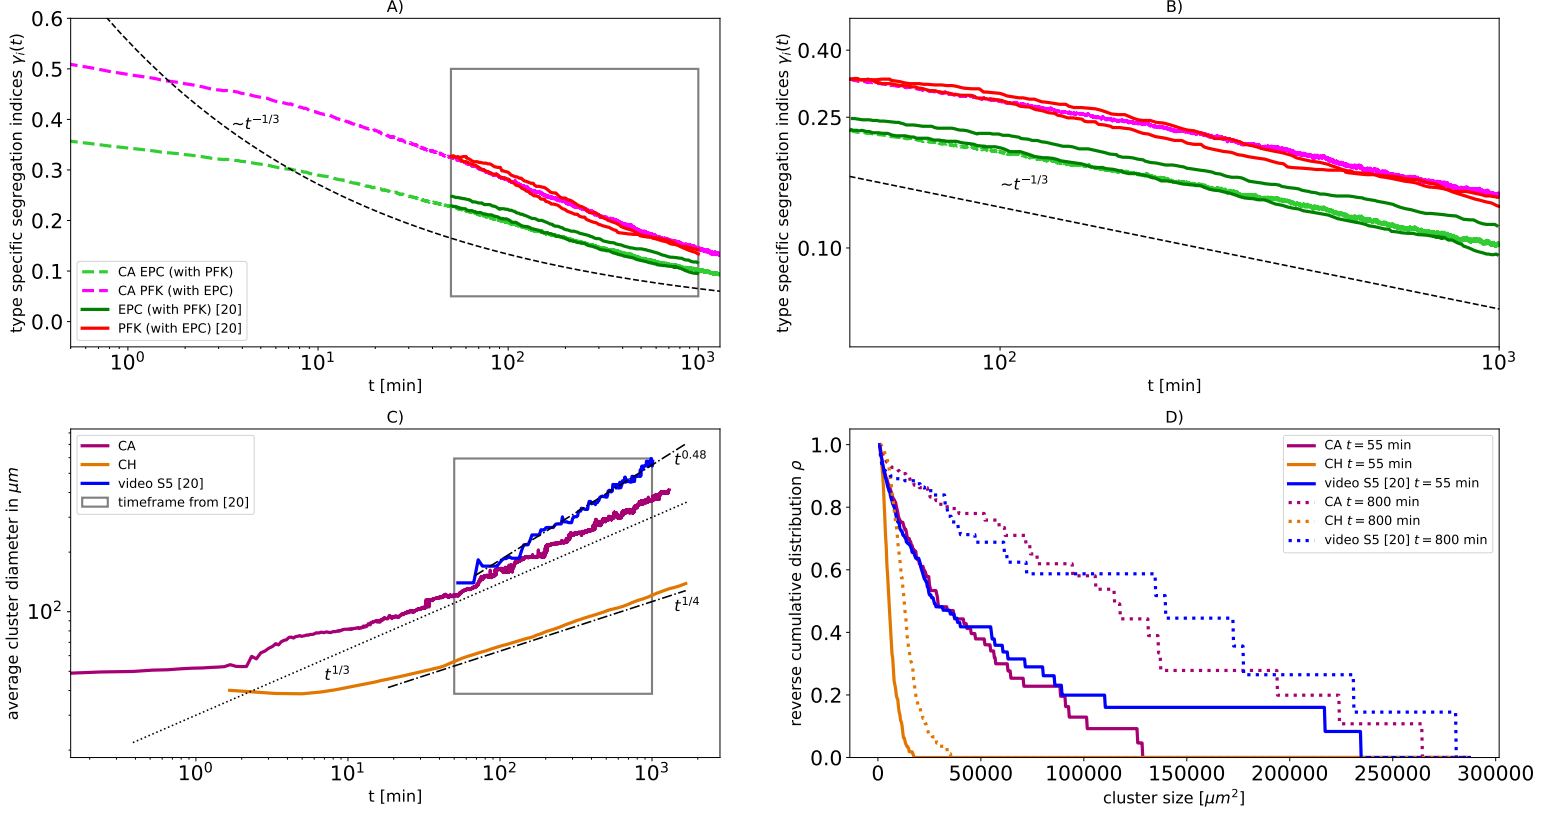 A)
type specific segregation indices γᵢ(t)
0.6
0.5
0.4
0.3
0.2
0.1
0.0
~t^{-1/3}
CA EPC (with PFK)
CA PFK (with EPC)
EPC (with PFK) [20]
PFK (with EPC) [20]
10^0
10^1
10^2
10^3
t [min]
B)
type specific segregation indices γᵢ(t)
0.40
0.25
0.10
~t^{-1/3}
10^2
10^3
t [min]
C)
average cluster diameter in μm
10^2
CA
CH
video S5 [20]
timeframe from [20]
t^{0.48}
t^{1/4}
t^{1/3}
10^0
10^1
10^2
10^3
t [min]
D)
reverse cumulative distribution ρ
1.0
0.8
0.6
0.4
0.2
0.0
CA t = 55 min
CH t = 55 min
video S5 [20] t = 55 min
CA t = 800 min
CH t = 800 min
video S5 [20] t = 800 min
0
50000
100000
150000
200000
250000
300000
cluster size [μm²]